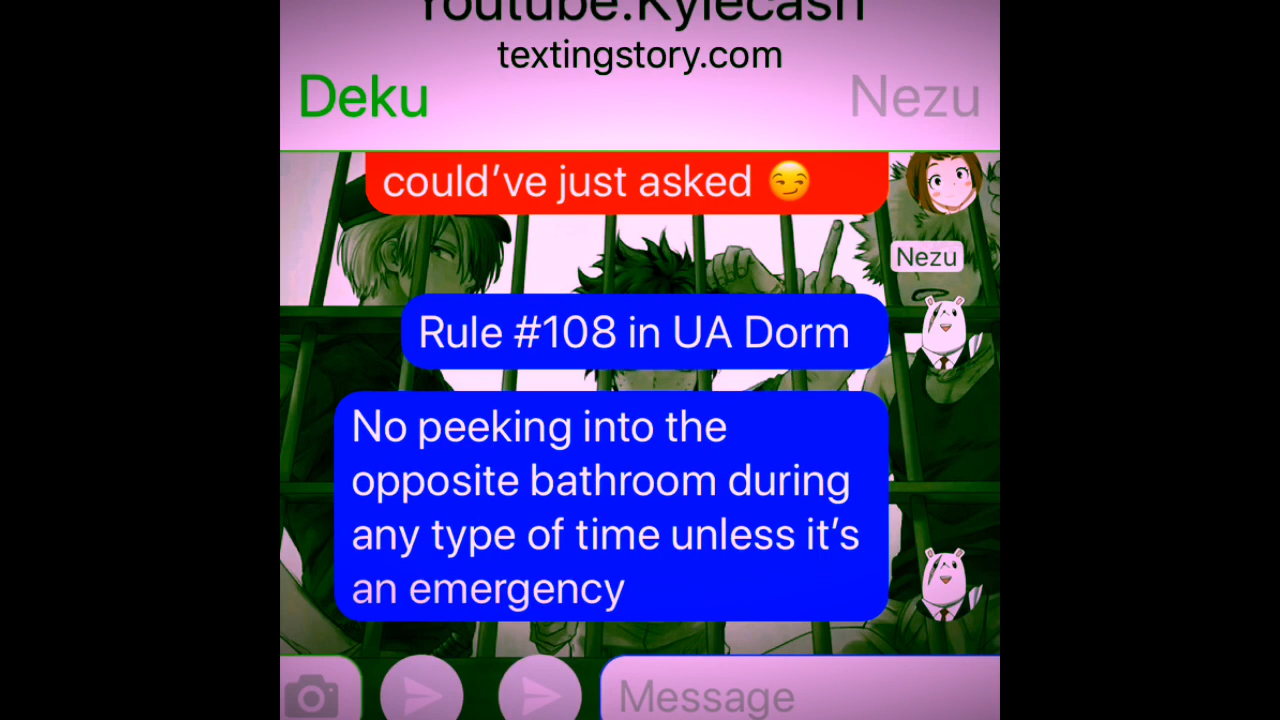 Youtube:Kylecash
textingstory.com
Deku
Nezu
could’ve just asked 😏
Nezu
Rule #108 in UA Dorm
No peeking into the
opposite bathroom during
any type of time unless it’s
an emergency
Message